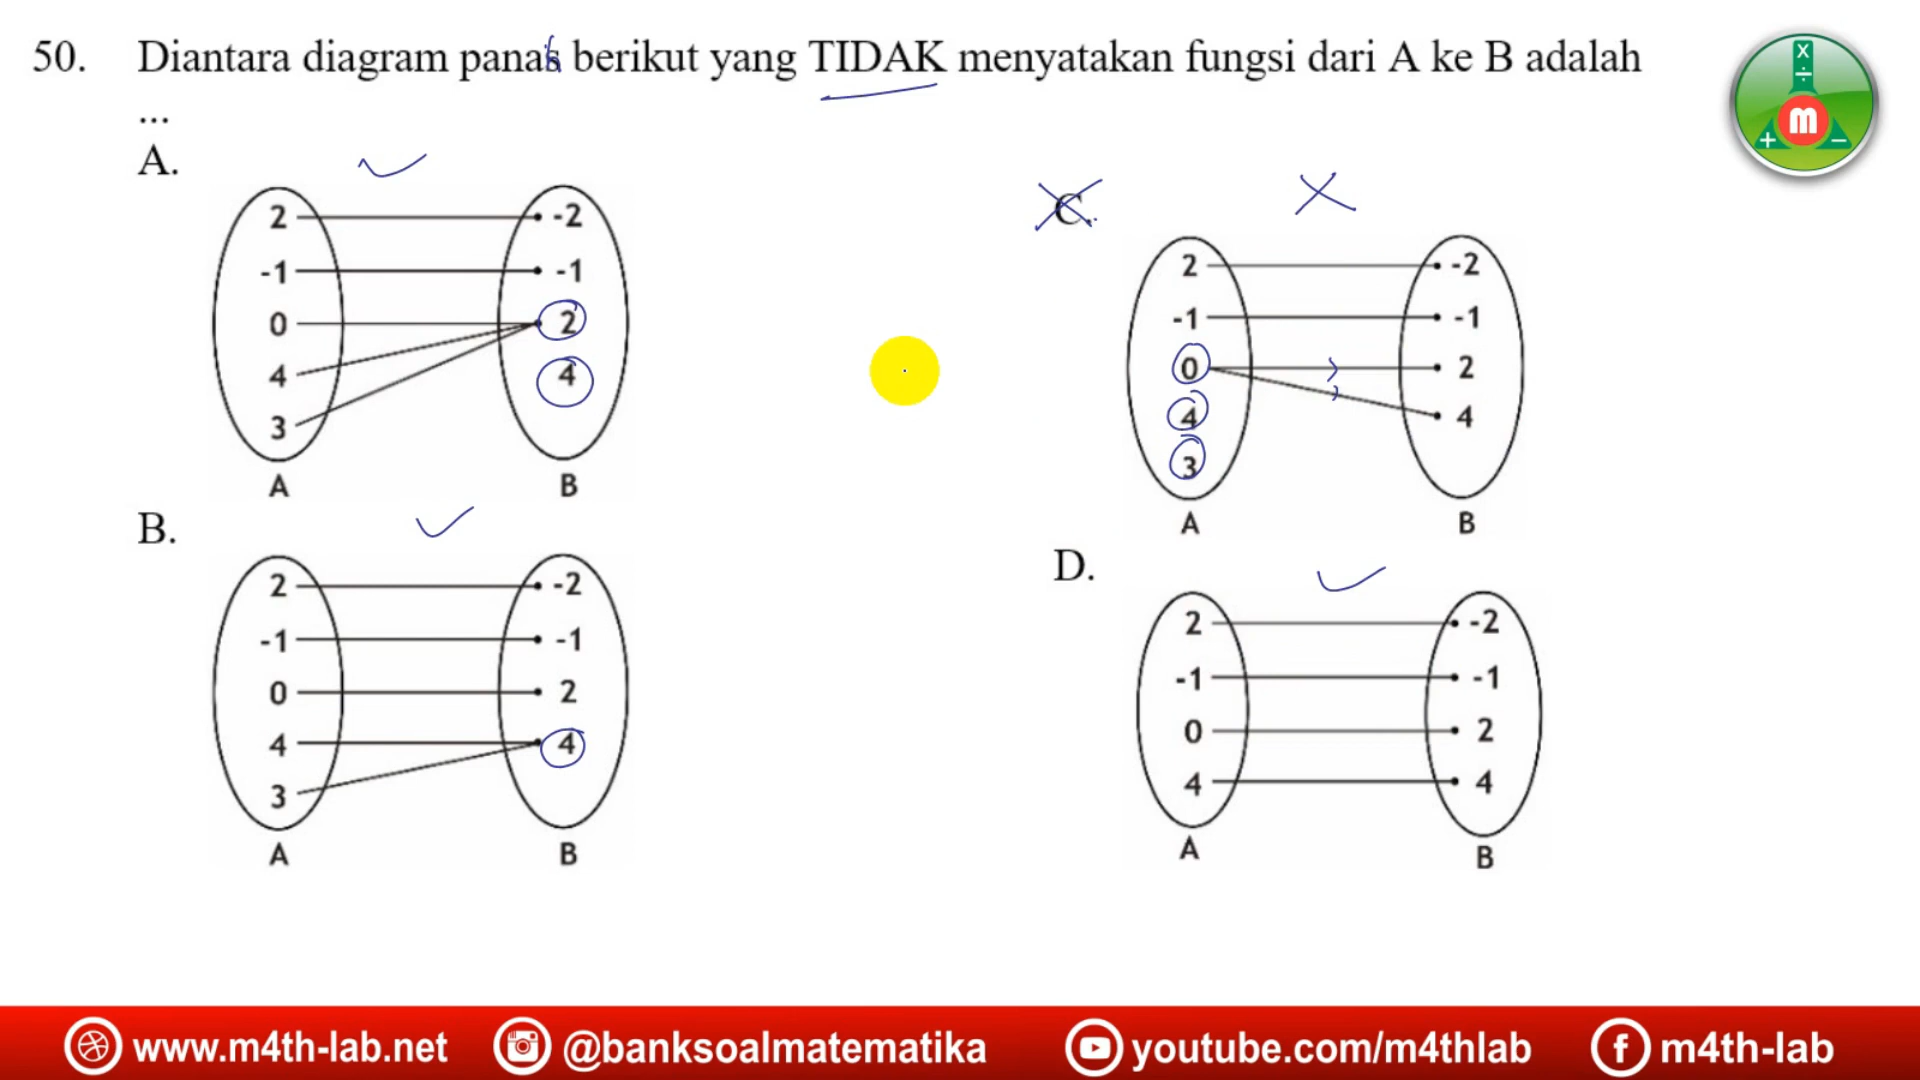 50. Diantara diagram panah berikut yang TIDAK menyatakan fungsi dari A ke B adalah
...
A.
2 -2
-1 -1
0 2
4 4
3
A B
B.
2 -2
-1 -1
0 2
4 4
3
A B
C.
2 -2
-1 -1
0 2
4 4
3
A B
D.
2 -2
-1 -1
0 2
4 4
A B
x
÷
m
+ −
www.m4th-lab.net @banksoalmatematika youtube.com/m4thlab f m4th-lab